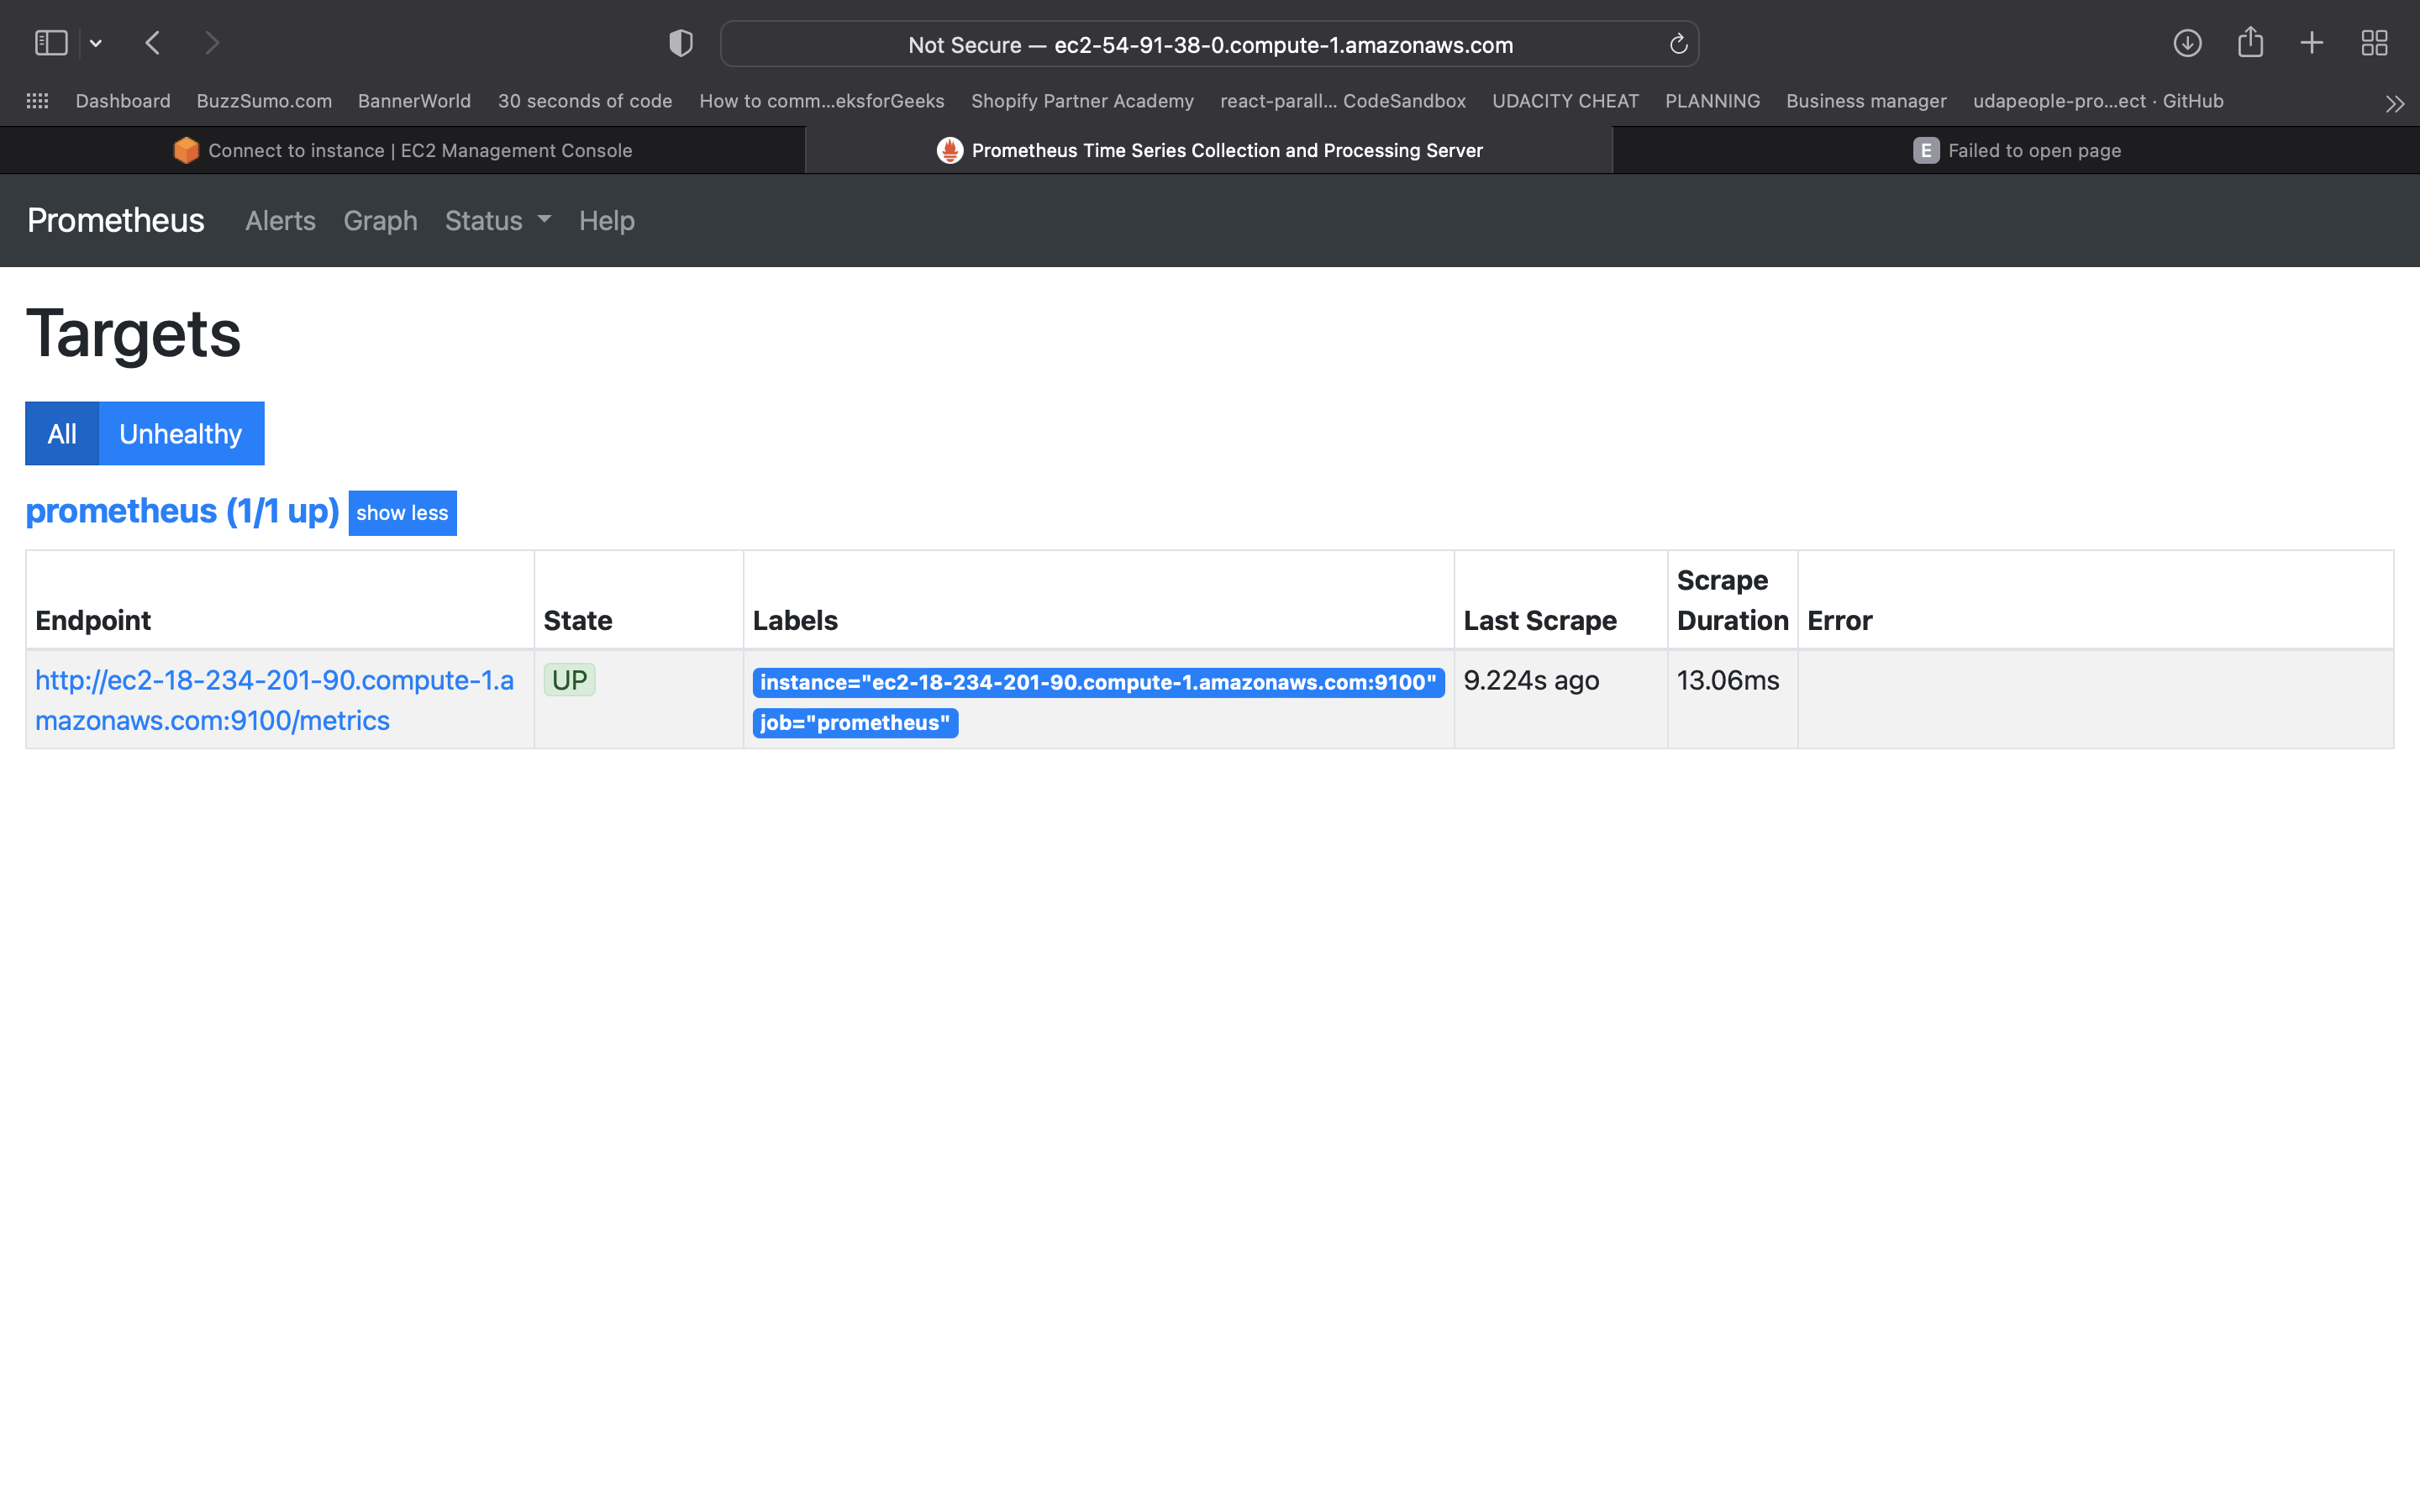 Not Secure — ec2-54-91-38-0.compute-1.amazonaws.com
Dashboard BuzzSumo.com BannerWorld 30 seconds of code How to comm...eksforGeeks Shopify Partner Academy react-parall... CodeSandbox UDACITY CHEAT PLANNING Business manager udapeople-pro...ect · GitHub
Connect to instance | EC2 Management Console Prometheus Time Series Collection and Processing Server E Failed to open page
Prometheus Alerts Graph Status Help
Targets
All Unhealthy
prometheus (1/1 up) show less
Endpoint State Labels Last Scrape Scrape Duration Error
http://ec2-18-234-201-90.compute-1.a UP instance="ec2-18-234-201-90.compute-1.amazonaws.com:9100" 9.224s ago 13.06ms
mazonaws.com:9100/metrics job="prometheus"